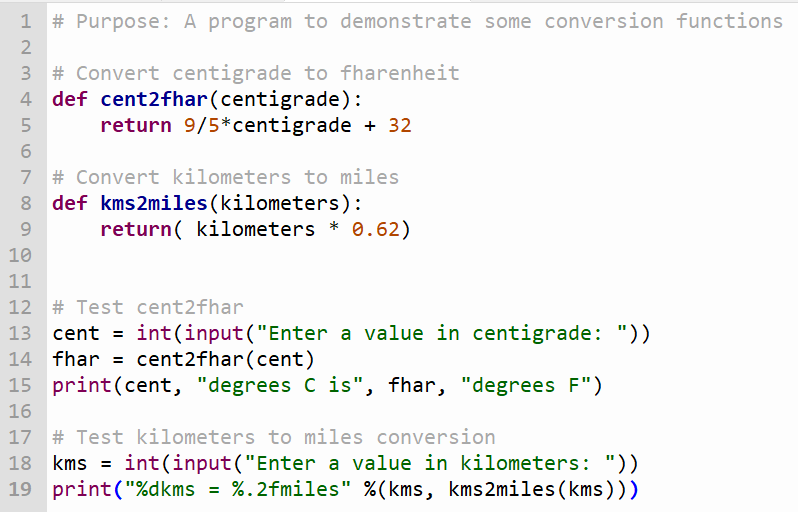 1 # Purpose: A program to demonstrate some conversion functions
2
3 # Convert centigrade to fharenheit
4 def cent2fhar(centigrade):
5     return 9/5*centigrade + 32
6
7 # Convert kilometers to miles
8 def kms2miles(kilometers):
9     return( kilometers * 0.62)
10
11
12 # Test cent2fhar
13 cent = int(input("Enter a value in centigrade: "))
14 fhar = cent2fhar(cent)
15 print(cent, "degrees C is", fhar, "degrees F")
16
17 # Test kilometers to miles conversion
18 kms = int(input("Enter a value in kilometers: "))
19 print("%dkms = %.2fmiles" %(kms, kms2miles(kms)))